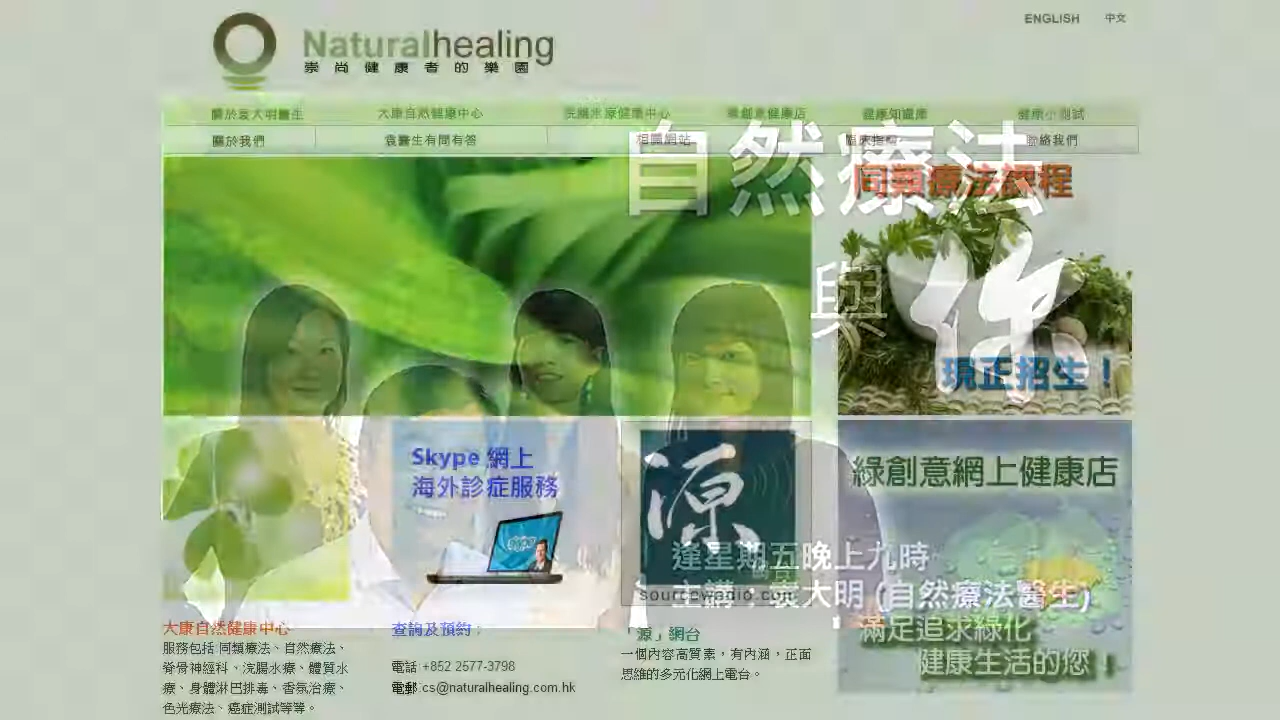 ENGLISH 中文
Naturalhealing
崇尚健康者的樂園
關於袁大明醫生 大康自然健康中心 健康知識庫 健康小測試
關於我們 袁醫生有問有答 相關網站 聯絡我們
自然療法
同類療法課程
與
你
現正招生！
Skype 網上
海外診症服務
源
綠創意網上健康店
逢星期五晚上九時
主講：袁大明 (自然療法醫生)
滿足追求綠化
健康生活的您！
大康自然健康中心
服務包括 同類療法、自然療法、
脊骨神經科、大腸水療、體質水
療、身體淋巴排毒、香氛治療、
色光療法、癌症測試等等。
查詢及預約：
電話 +852 2577-3798
電郵 cs@naturalhealing.com.hk
「源」網台
一個內容高質素，有內涵，正面
思維的多元化網上電台。